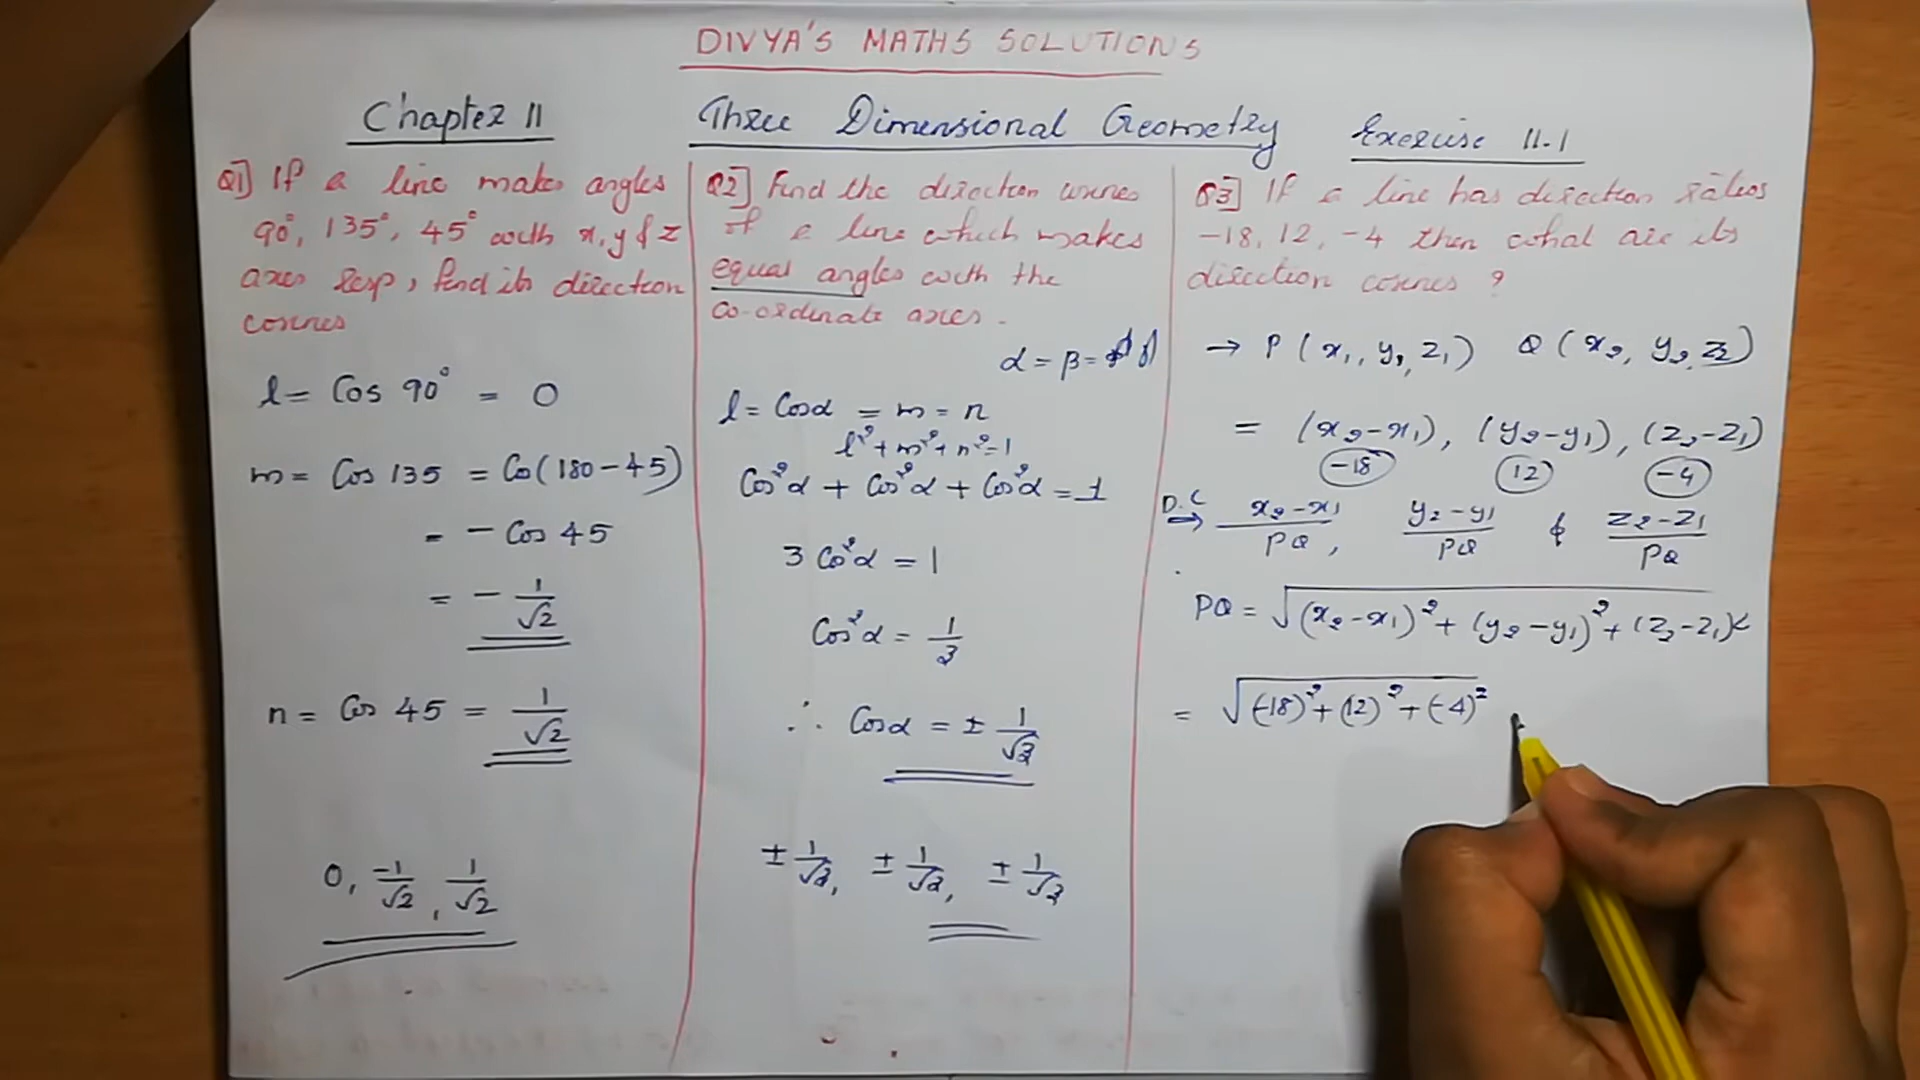 DIVYA'S MATHS SOLUTIONS
Chapter 11 Three Dimensional Geometry Exercise 11.1
Q1] If a line makes angles
90°, 135°, 45° with x, y & z
axes resp, find its direction
cosines
l = Cos 90° = 0
m = Cos 135 = Co(180-45)
= - Cos 45
= - 1/√2
n = Cos 45 = 1/√2
0, -1/√2, 1/√2
Q2] Find the direction cosines
of a line which makes
equal angles with the
co-ordinate axes.
α = β =
l = Cosα = m = n
l² + m² + n² = 1
Cos²α + Cos²α + Cos²α = 1
3 Cos²α = 1
Cos²α = 1/3
∴ Cosα = ± 1/√3
± 1/√3, ± 1/√3, ± 1/√3
Q3] If a line has direction ratios
-18, 12, -4 then what are its
direction cosines ?
→ P (x₁, y₁, z₁) Q (x₂, y₂, z₂)
= (x₂-x₁), (y₂-y₁), (z₂-z₁)
-18 12 -4
D.C
→ x₂-x₁/PQ, y₂-y₁/PQ & z₂-z₁/PQ
PQ = √(x₂-x₁)² + (y₂-y₁)² + (z₂-z₁)²
= √(-18)² + (12)² + (-4)²